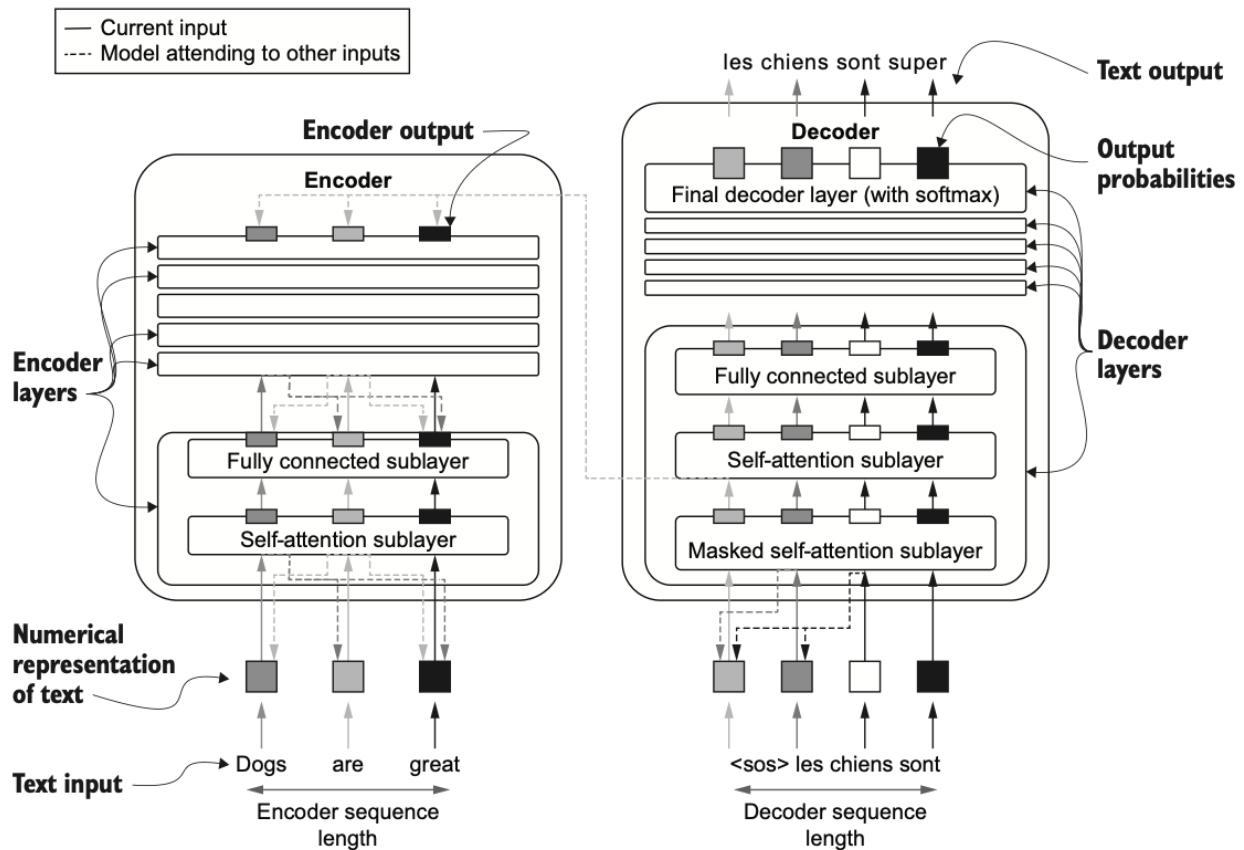 Current input
Model attending to other inputs
Encoder output
Encoder
Encoder
layers
Fully connected sublayer
Self-attention sublayer
Numerical
representation
of text
Text input
Dogs are great
Encoder sequence
length
les chiens sont super
Text output
Decoder
Output
probabilities
Final decoder layer (with softmax)
Decoder
layers
Fully connected sublayer
Self-attention sublayer
Masked self-attention sublayer
<sos> les chiens sont
Decoder sequence
length